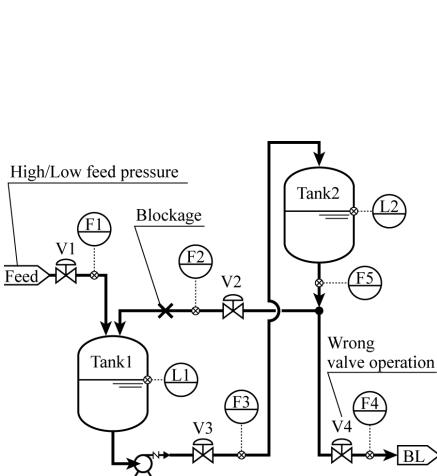 High/Low feed pressure
Tank2
L2
Blockage
F1
V1
F2
V2
Feed
F5
Wrong
valve operation
Tank1
L1
F3
V3
F4
V4
BL